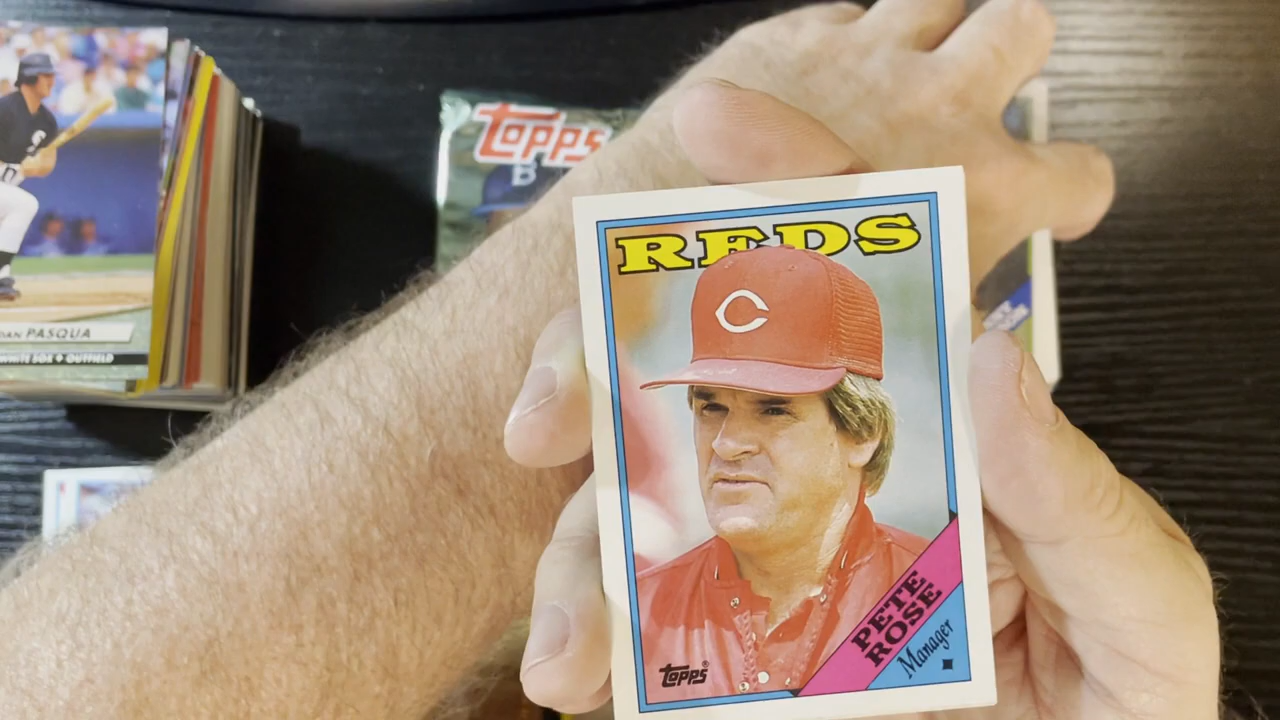 Topps
B
REDS
C
DAN PASQUA
WHITE SOX ♦ OUTFIELD
PETE
ROSE
Manager
Topps®